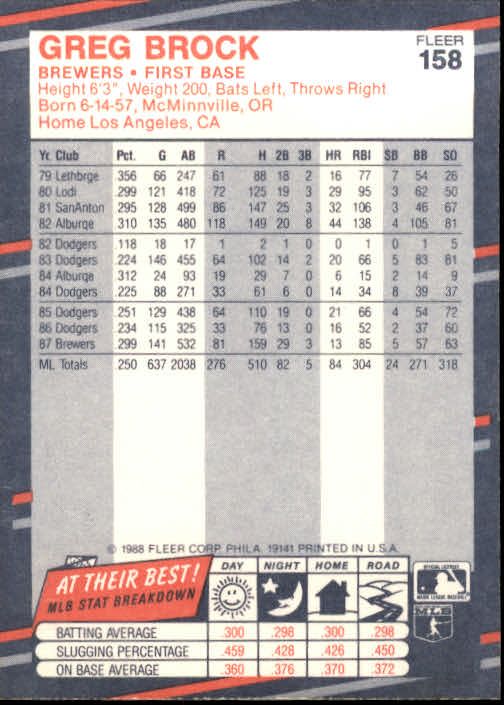 GREG BROCK
FLEER
158
BREWERS • FIRST BASE
Height 6'3", Weight 200, Bats Left, Throws Right
Born 6-14-57, McMinnville, OR
Home Los Angeles, CA
Yr. Club Pct. G AB R H 2B 3B HR RBI SB BB SO
79 Lethbrge .356 66 247 61 88 18 2 16 77 7 54 26
80 Lodi .299 121 418 72 125 19 3 29 95 3 62 50
81 SanAnton .295 128 499 86 147 25 3 32 106 3 46 67
82 Alburqe .310 135 480 118 149 20 8 44 138 4 105 81
82 Dodgers .118 18 17 1 2 1 0 0 1 0 1 5
83 Dodgers .224 146 455 64 102 14 2 20 66 5 83 81
84 Alburqe .312 24 93 19 29 7 0 6 15 2 14 9
84 Dodgers .225 88 271 33 61 6 0 14 34 8 39 37
85 Dodgers .251 129 438 64 110 19 0 21 66 4 54 72
86 Dodgers .234 115 325 33 76 13 0 16 52 2 37 60
87 Brewers .299 141 532 81 159 29 3 13 85 5 57 63
ML Totals .250 637 2038 276 510 82 5 84 304 24 271 318
© 1988 FLEER CORP. PHILA. 19141 PRINTED IN U.S.A.
AT THEIR BEST!
MLB STAT BREAKDOWN
DAY NIGHT HOME ROAD
BATTING AVERAGE .300 .298 .300 .298
SLUGGING PERCENTAGE .459 .428 .426 .450
ON BASE AVERAGE .360 .376 .370 .372
OFFICIAL LICENSEE
MAJOR LEAGUE BASEBALL